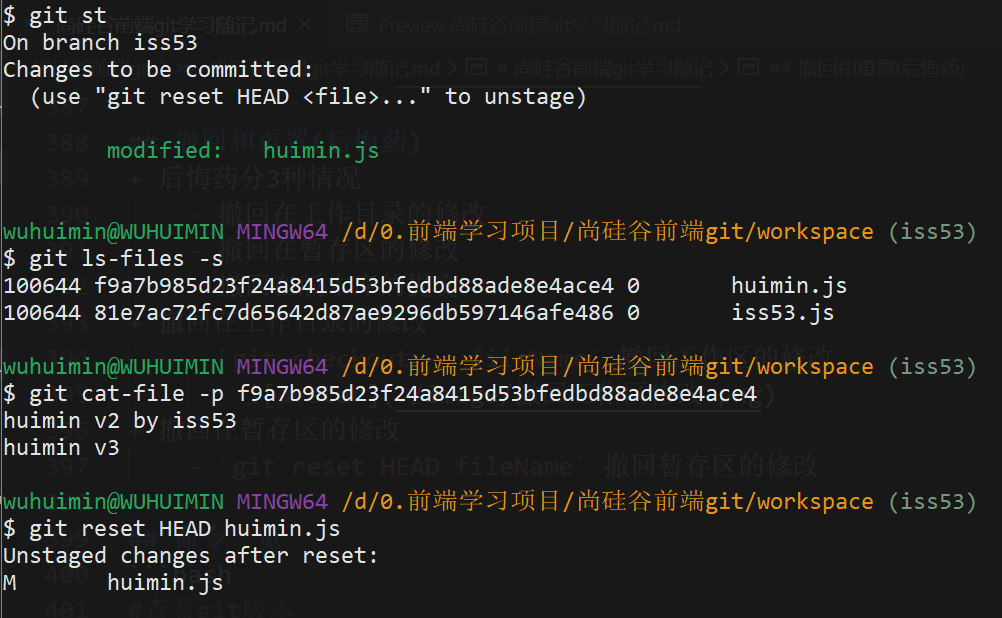 $ git st
On branch iss53
Changes to be committed:
  (use "git reset HEAD <file>..." to unstage)
        modified:   huimin.js
wuhuimin@WUHUIMIN MINGW64 /d/0.前端学习项目/尚硅谷前端git/workspace (iss53)
$ git ls-files -s
100644 f9a7b985d23f24a8415d53bfedbd88ade8e4ace4 0       huimin.js
100644 81e7ac72fc7d65642d87ae9296db597146afe486 0       iss53.js
wuhuimin@WUHUIMIN MINGW64 /d/0.前端学习项目/尚硅谷前端git/workspace (iss53)
$ git cat-file -p f9a7b985d23f24a8415d53bfedbd88ade8e4ace4
huimin v2 by iss53
huimin v3
wuhuimin@WUHUIMIN MINGW64 /d/0.前端学习项目/尚硅谷前端git/workspace (iss53)
$ git reset HEAD huimin.js
Unstaged changes after reset:
M       huimin.js